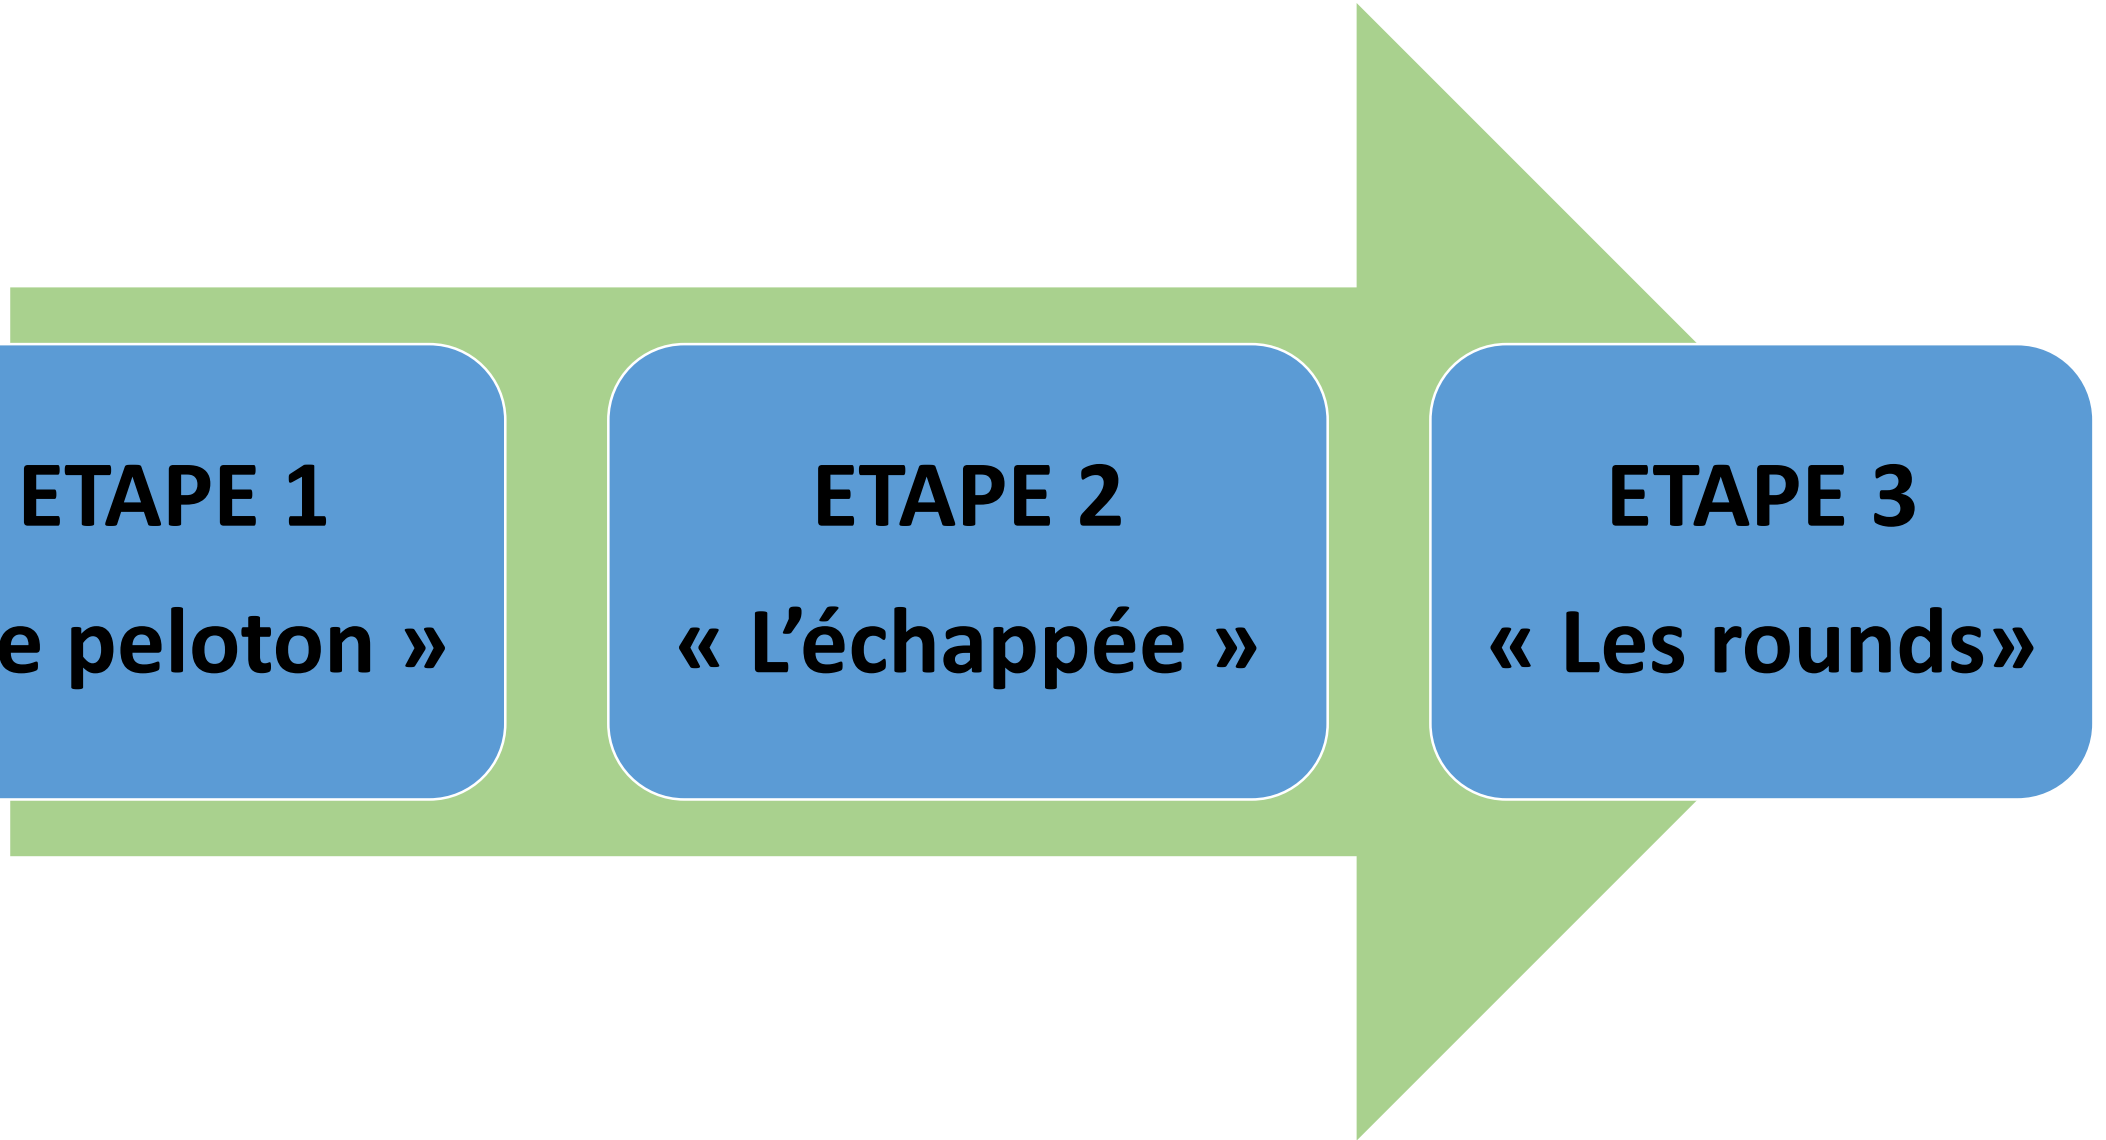 ETAPE 1
peloton »
ETAPE 2
« L’échappée »
ETAPE 3
« Les rounds»